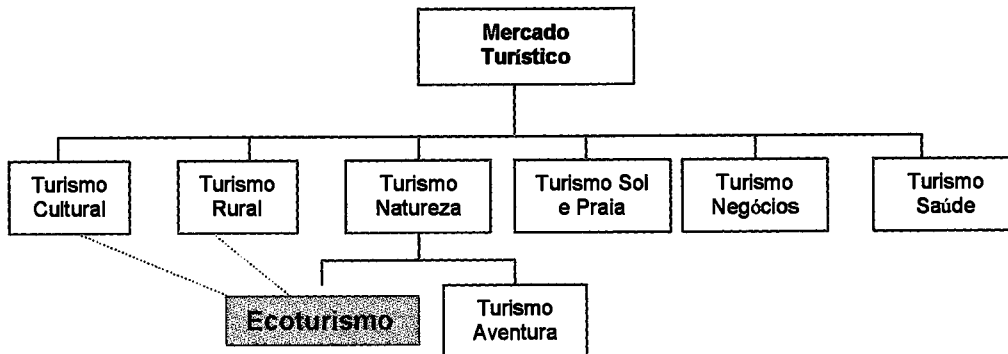 Mercado
Turístico
Turismo
Cultural
Turismo
Rural
Turismo
Natureza
Turismo Sol
e Praia
Turismo
Negócios
Turismo
Saúde
Ecoturismo
Turismo
Aventura